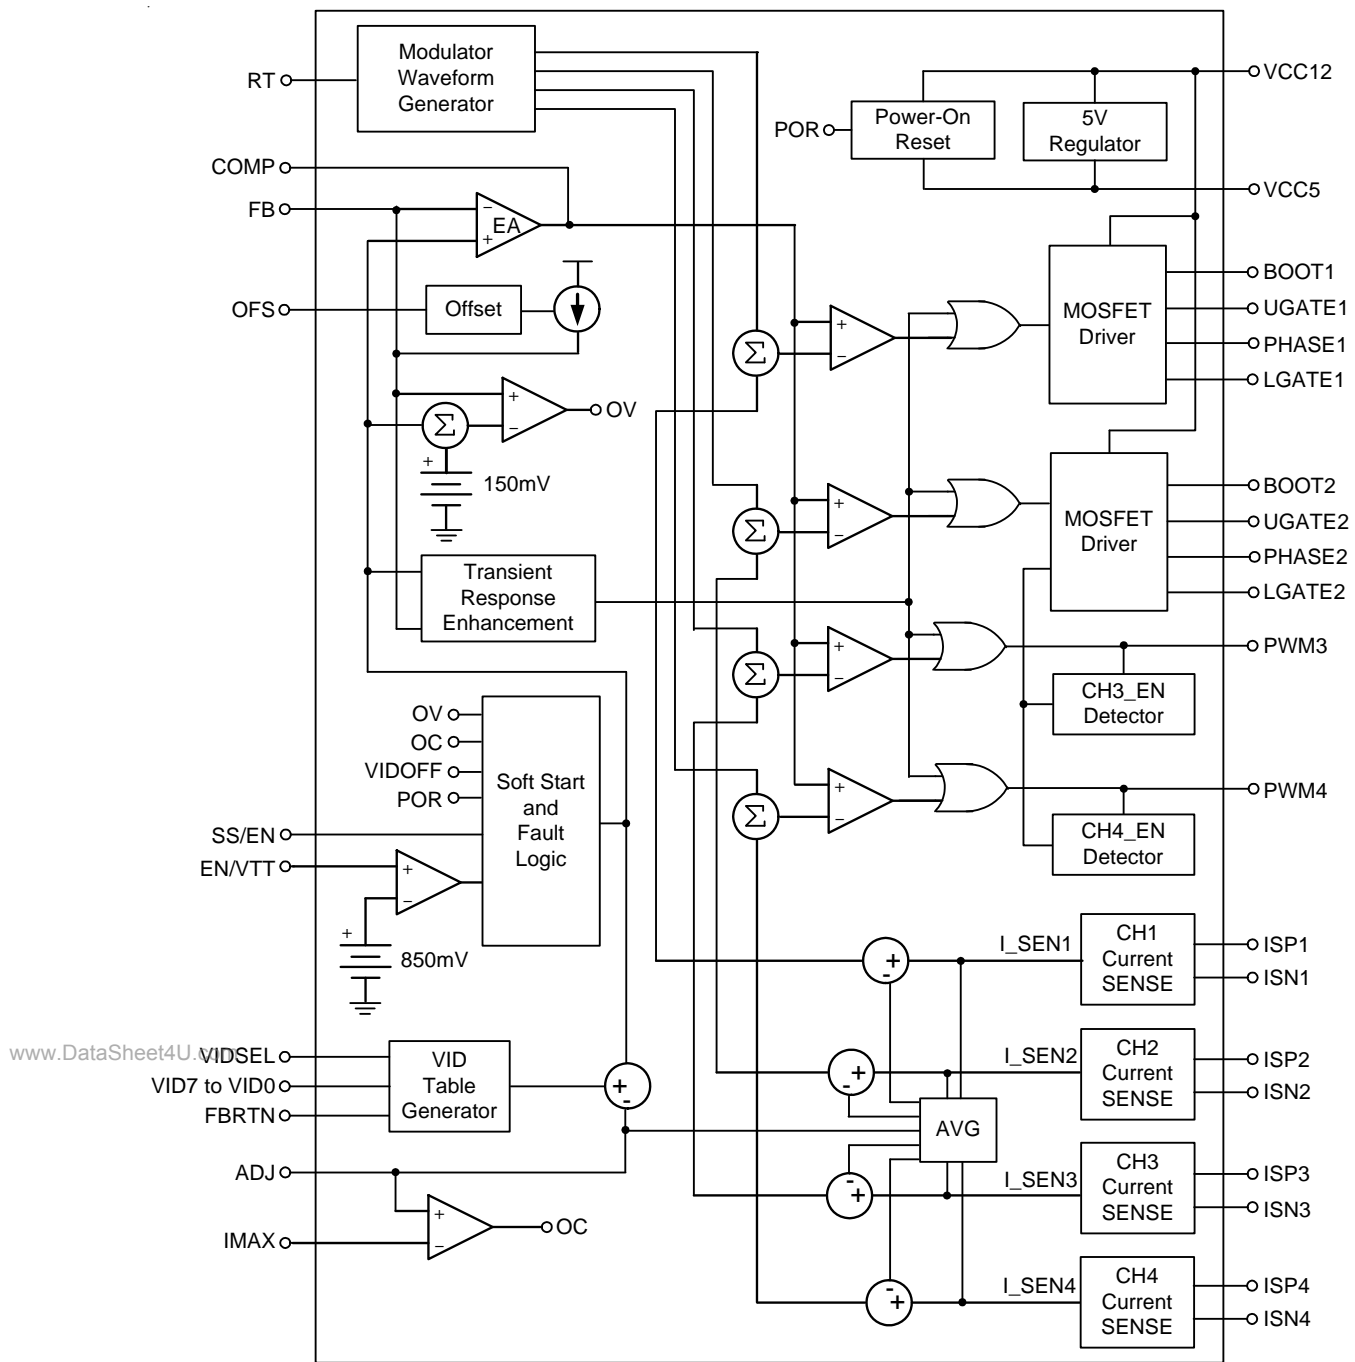 Modulator
Waveform
Generator
RT
VCC12
POR
Power-On
Reset
5V
Regulator
COMP
VCC5
FB
−
EA
+
OFS
Offset
BOOT1
UGATE1
PHASE1
LGATE1
MOSFET
Driver
Σ
+
−
+
−
OV
Σ
+
150mV
BOOT2
UGATE2
PHASE2
LGATE2
MOSFET
Driver
Σ
+
−
Transient
Response
Enhancement
Σ
+
−
PWM3
CH3_EN
Detector
OV
OC
VIDOFF
POR
SS/EN
EN/VTT
Soft Start
and
Fault
Logic
Σ
+
−
PWM4
CH4_EN
Detector
+
−
+
850mV
+
-
I_SEN1
CH1
Current
SENSE
ISP1
ISN1
www.DataSheet4U.com
VIDSEL
VID7 to VID0
FBRTN
VID
Table
Generator
+
-
+
-
I_SEN2
CH2
Current
SENSE
ISP2
ISN2
AVG
ADJ
-
+
I_SEN3
CH3
Current
SENSE
ISP3
ISN3
IMAX
+
−
OC
-
+
I_SEN4
CH4
Current
SENSE
ISP4
ISN4